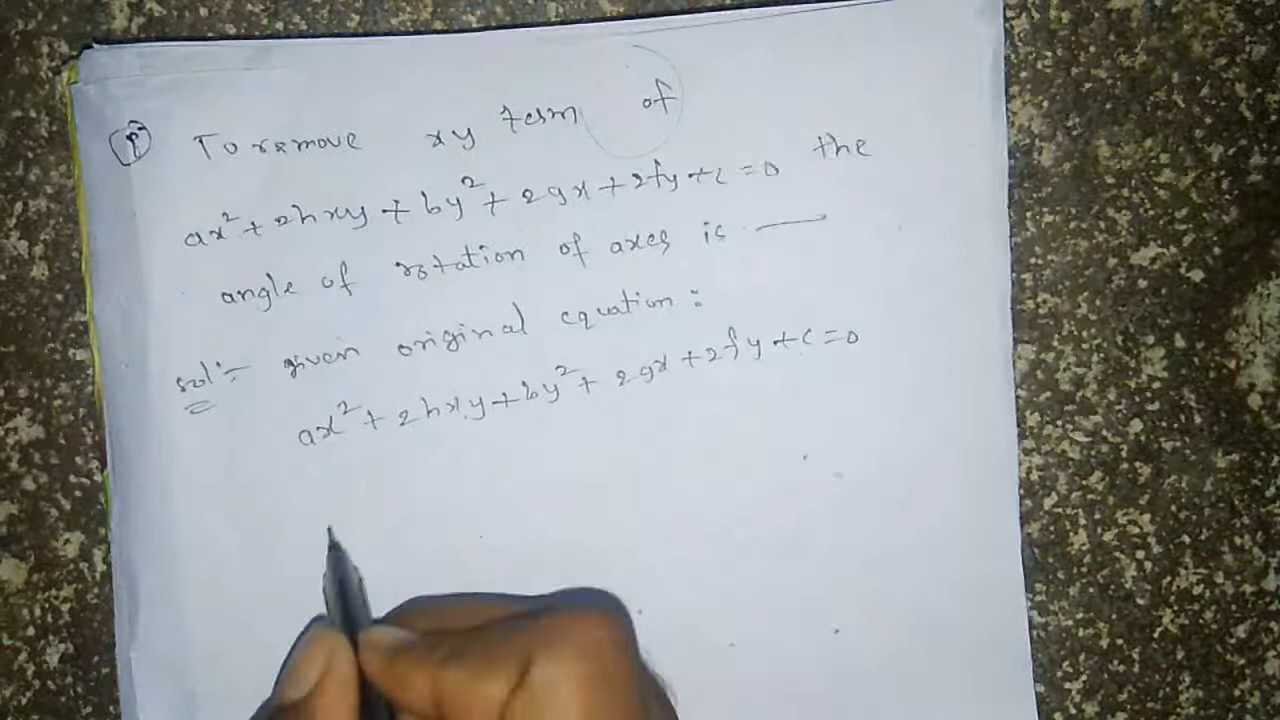 To remove xy term of
ax²+2hxy+by²+2gx+2fy+c=0 the
angle of rotation of axes is —
sol:- given original equation:
ax²+2hxy+by²+2gx+2fy+c=0